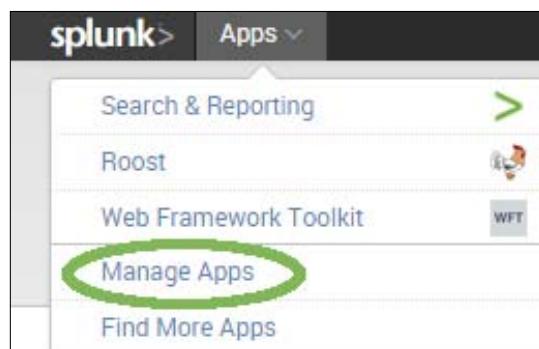 splunk> Apps
Search & Reporting
Roost
Web Framework Toolkit WFT
Manage Apps
Find More Apps